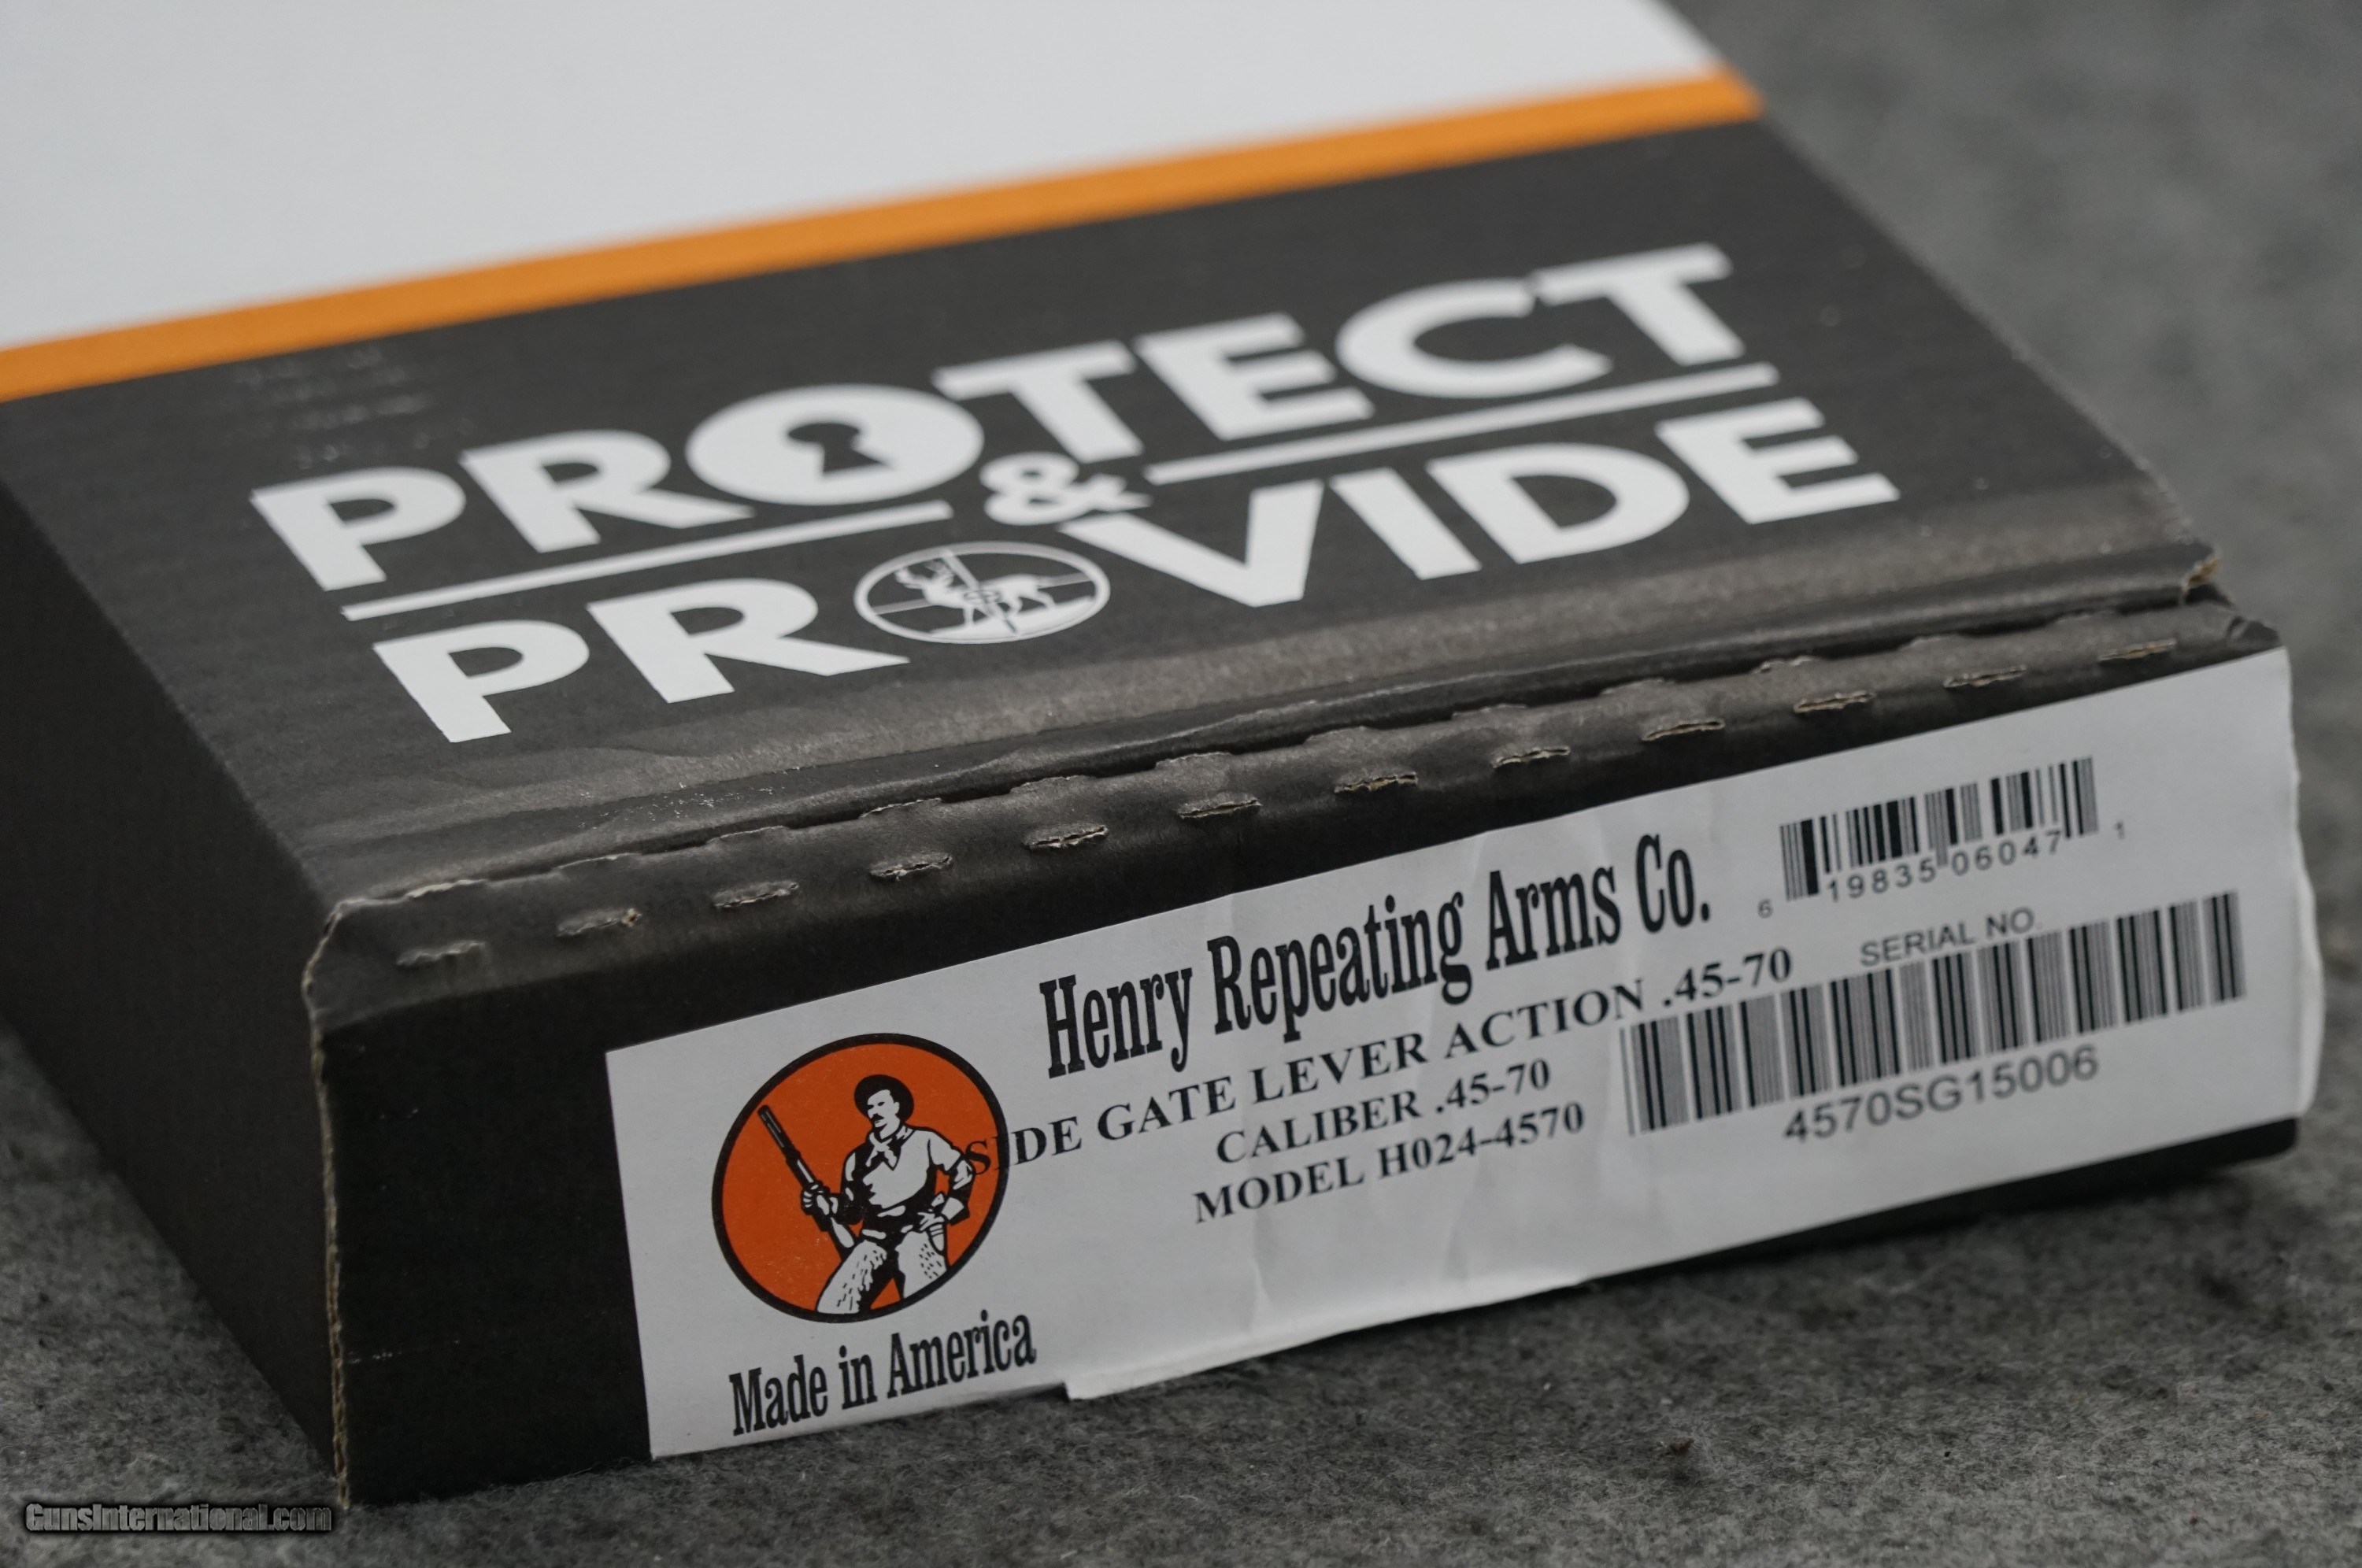 PROTECT
&
PROVIDE
Henry Repeating Arms Co.
SIDE GATE LEVER ACTION .45-70
CALIBER .45-70
MODEL H024-4570
Made in America
6 19835 06047 1
SERIAL NO.
4570SG15006
GunsInternational.com